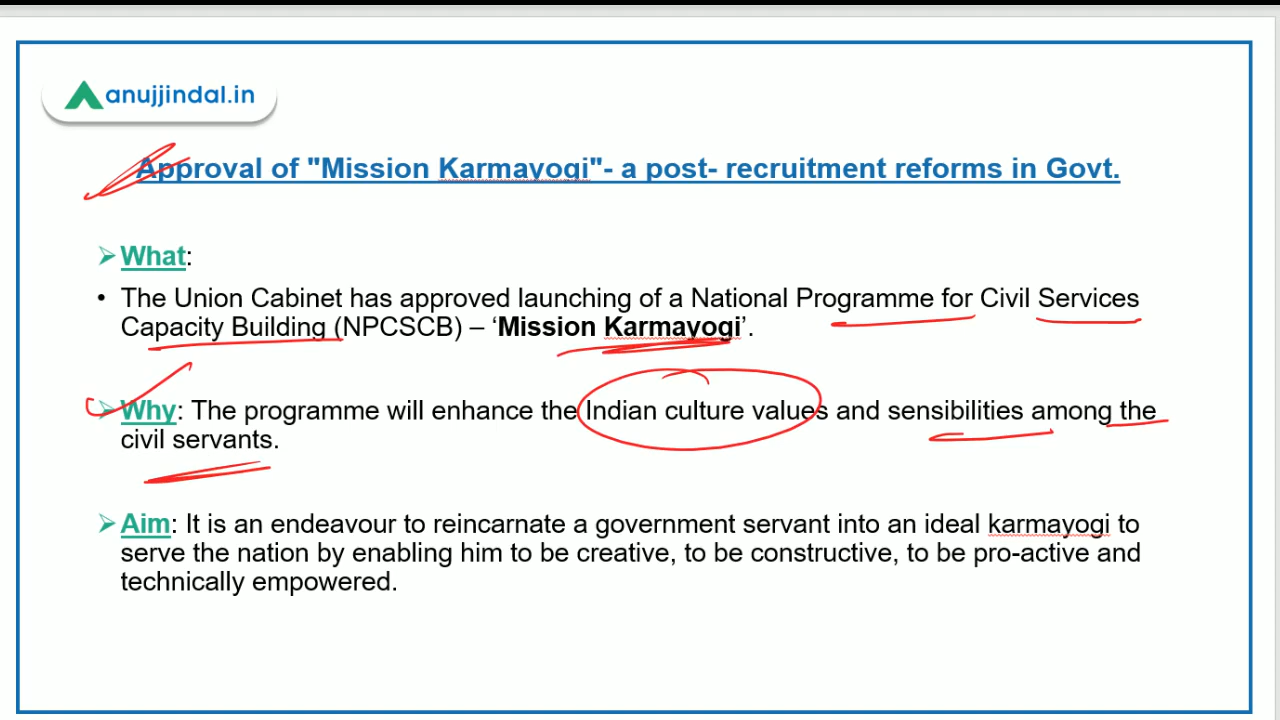 anujjindal.in
Approval of "Mission Karmayogi"- a post- recruitment reforms in Govt.
➢ What:
• The Union Cabinet has approved launching of a National Programme for Civil Services
Capacity Building (NPCSCB) – ‘Mission Karmayogi’.
➢ Why: The programme will enhance the Indian culture values and sensibilities among the
civil servants.
➢ Aim: It is an endeavour to reincarnate a government servant into an ideal karmayogi to
serve the nation by enabling him to be creative, to be constructive, to be pro-active and
technically empowered.